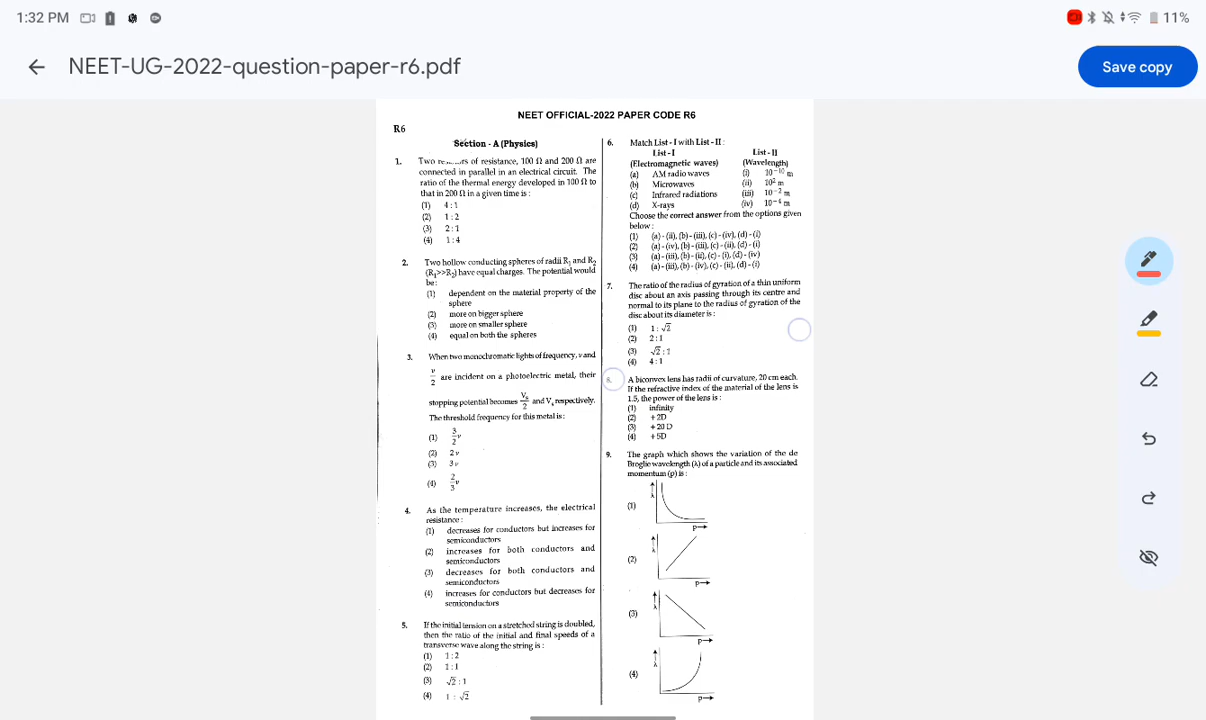 1:32 PM
11%
NEET-UG-2022-question-paper-r6.pdf
Save copy
NEET OFFICIAL-2022 PAPER CODE R6
R6
Section - A (Physics)
1. Two of resistance, 100 Ω and 200 Ω are
connected in parallel in an electrical circuit. The
ratio of the thermal energy developed in 100 Ω to
that in 200 Ω in a given time is :
(1) 4 : 1
(2) 1 : 2
(3) 2 : 1
(4) 1 : 4
2. Two hollow conducting spheres of radii R₁ and R₂
(R₁>>R₂) have equal charges. The potential would
be:
(1) dependent on the material property of the
sphere
(2) more on bigger sphere
(3) more on smaller sphere
(4) equal on both the spheres
3. When two monochromatic lights of frequency, ν and
ν/2 are incident on a photoelectric metal, their
stopping potential becomes Vₛ/2 and Vₛ respectively.
The threshold frequency for this metal is :
(1) 3/2 ν
(2) 2 ν
(3) 3 ν
(4) 2/3 ν
4. As the temperature increases, the electrical
resistance :
(1) decreases for conductors but increases for
semiconductors
(2) increases for both conductors and
semiconductors
(3) decreases for both conductors and
semiconductors
(4) increases for conductors but decreases for
semiconductors
5. If the initial tension on a stretched string is doubled,
then the ratio of the initial and final speeds of a
transverse wave along the string is :
(1) 1 : 2
(2) 1 : 1
(3) √2 : 1
(4) 1 : √2
6. Match List - I with List - II :
List - I List - II
(Electromagnetic waves) (Wavelength)
(a) AM radio waves (i) 10⁻¹⁰ m
(b) Microwaves (ii) 10² m
(c) Infrared radiations (iii) 10⁻² m
(d) X-rays (iv) 10⁻⁴ m
Choose the correct answer from the options given
below :
(1) (a) - (ii), (b) - (iii), (c) - (iv), (d) - (i)
(2) (a) - (iv), (b) - (iii), (c) - (ii), (d) - (i)
(3) (a) - (iii), (b) - (ii), (c) - (i), (d) - (iv)
(4) (a) - (iii), (b) - (iv), (c) - (ii), (d) - (i)
7. The ratio of the radius of gyration of a thin uniform
disc about an axis passing through its centre and
normal to its plane to the radius of gyration of the
disc about its diameter is :
(1) 1 : √2
(2) 2 : 1
(3) √2 : 1
(4) 4 : 1
8. A biconvex lens has radii of curvature, 20 cm each.
If the refractive index of the material of the lens is
1.5, the power of the lens is :
(1) infinity
(2) +2D
(3) +20 D
(4) +5D
9. The graph which shows the variation of the de
Broglie wavelength (λ) of a particle and its associated
momentum (p) is :
(1) λ p
(2) λ p
(3) λ p
(4) λ p